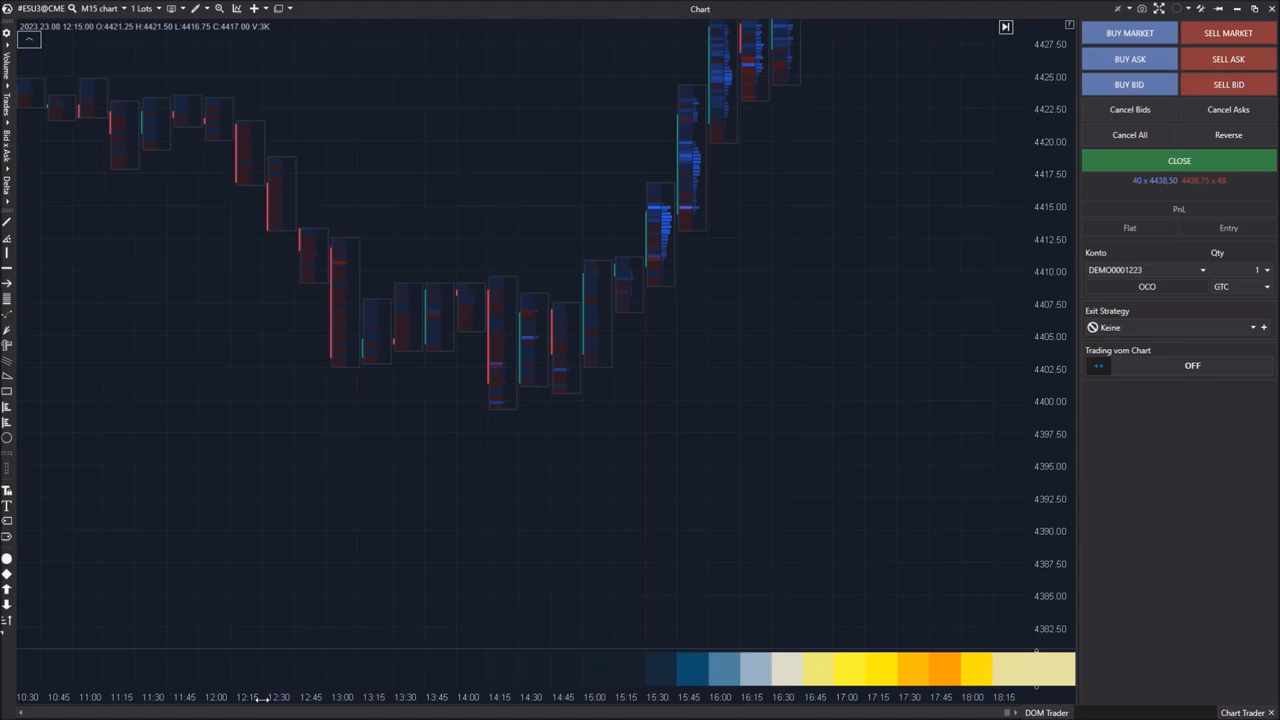 #ESU3@CME M15 chart 1 Lots Chart
2023.23.08 12:15:00 O:4421.25 H:4421.50 L:4416.75 C:4417.00 V:3K
Volume
Trades
Bid x Ask
Delta
4427.50
4425.00
4422.50
4420.00
4417.50
4415.00
4412.50
4410.00
4407.50
4405.00
4402.50
4400.00
4397.50
4395.00
4392.50
4390.00
4387.50
4385.00
4382.50
10:30 10:45 11:00 11:15 11:30 11:45 12:00 12:15 12:30 12:45 13:00 13:15 13:30 13:45 14:00 14:15 14:30 14:45 15:00 15:15 15:30 15:45 16:00 16:15 16:30 16:45 17:00 17:15 17:30 17:45 18:00 18:15
BUY MARKET SELL MARKET
BUY ASK SELL ASK
BUY BID SELL BID
Cancel Bids Cancel Asks
Cancel All Reverse
CLOSE
40 x 4438,50 4438,75 x 48
PnL
Flat Entry
Konto Qty
DEMO0001223 1
OCO GTC
Exit Strategy
Keine
Trading vom Chart
OFF
DOM Trader Chart Trader